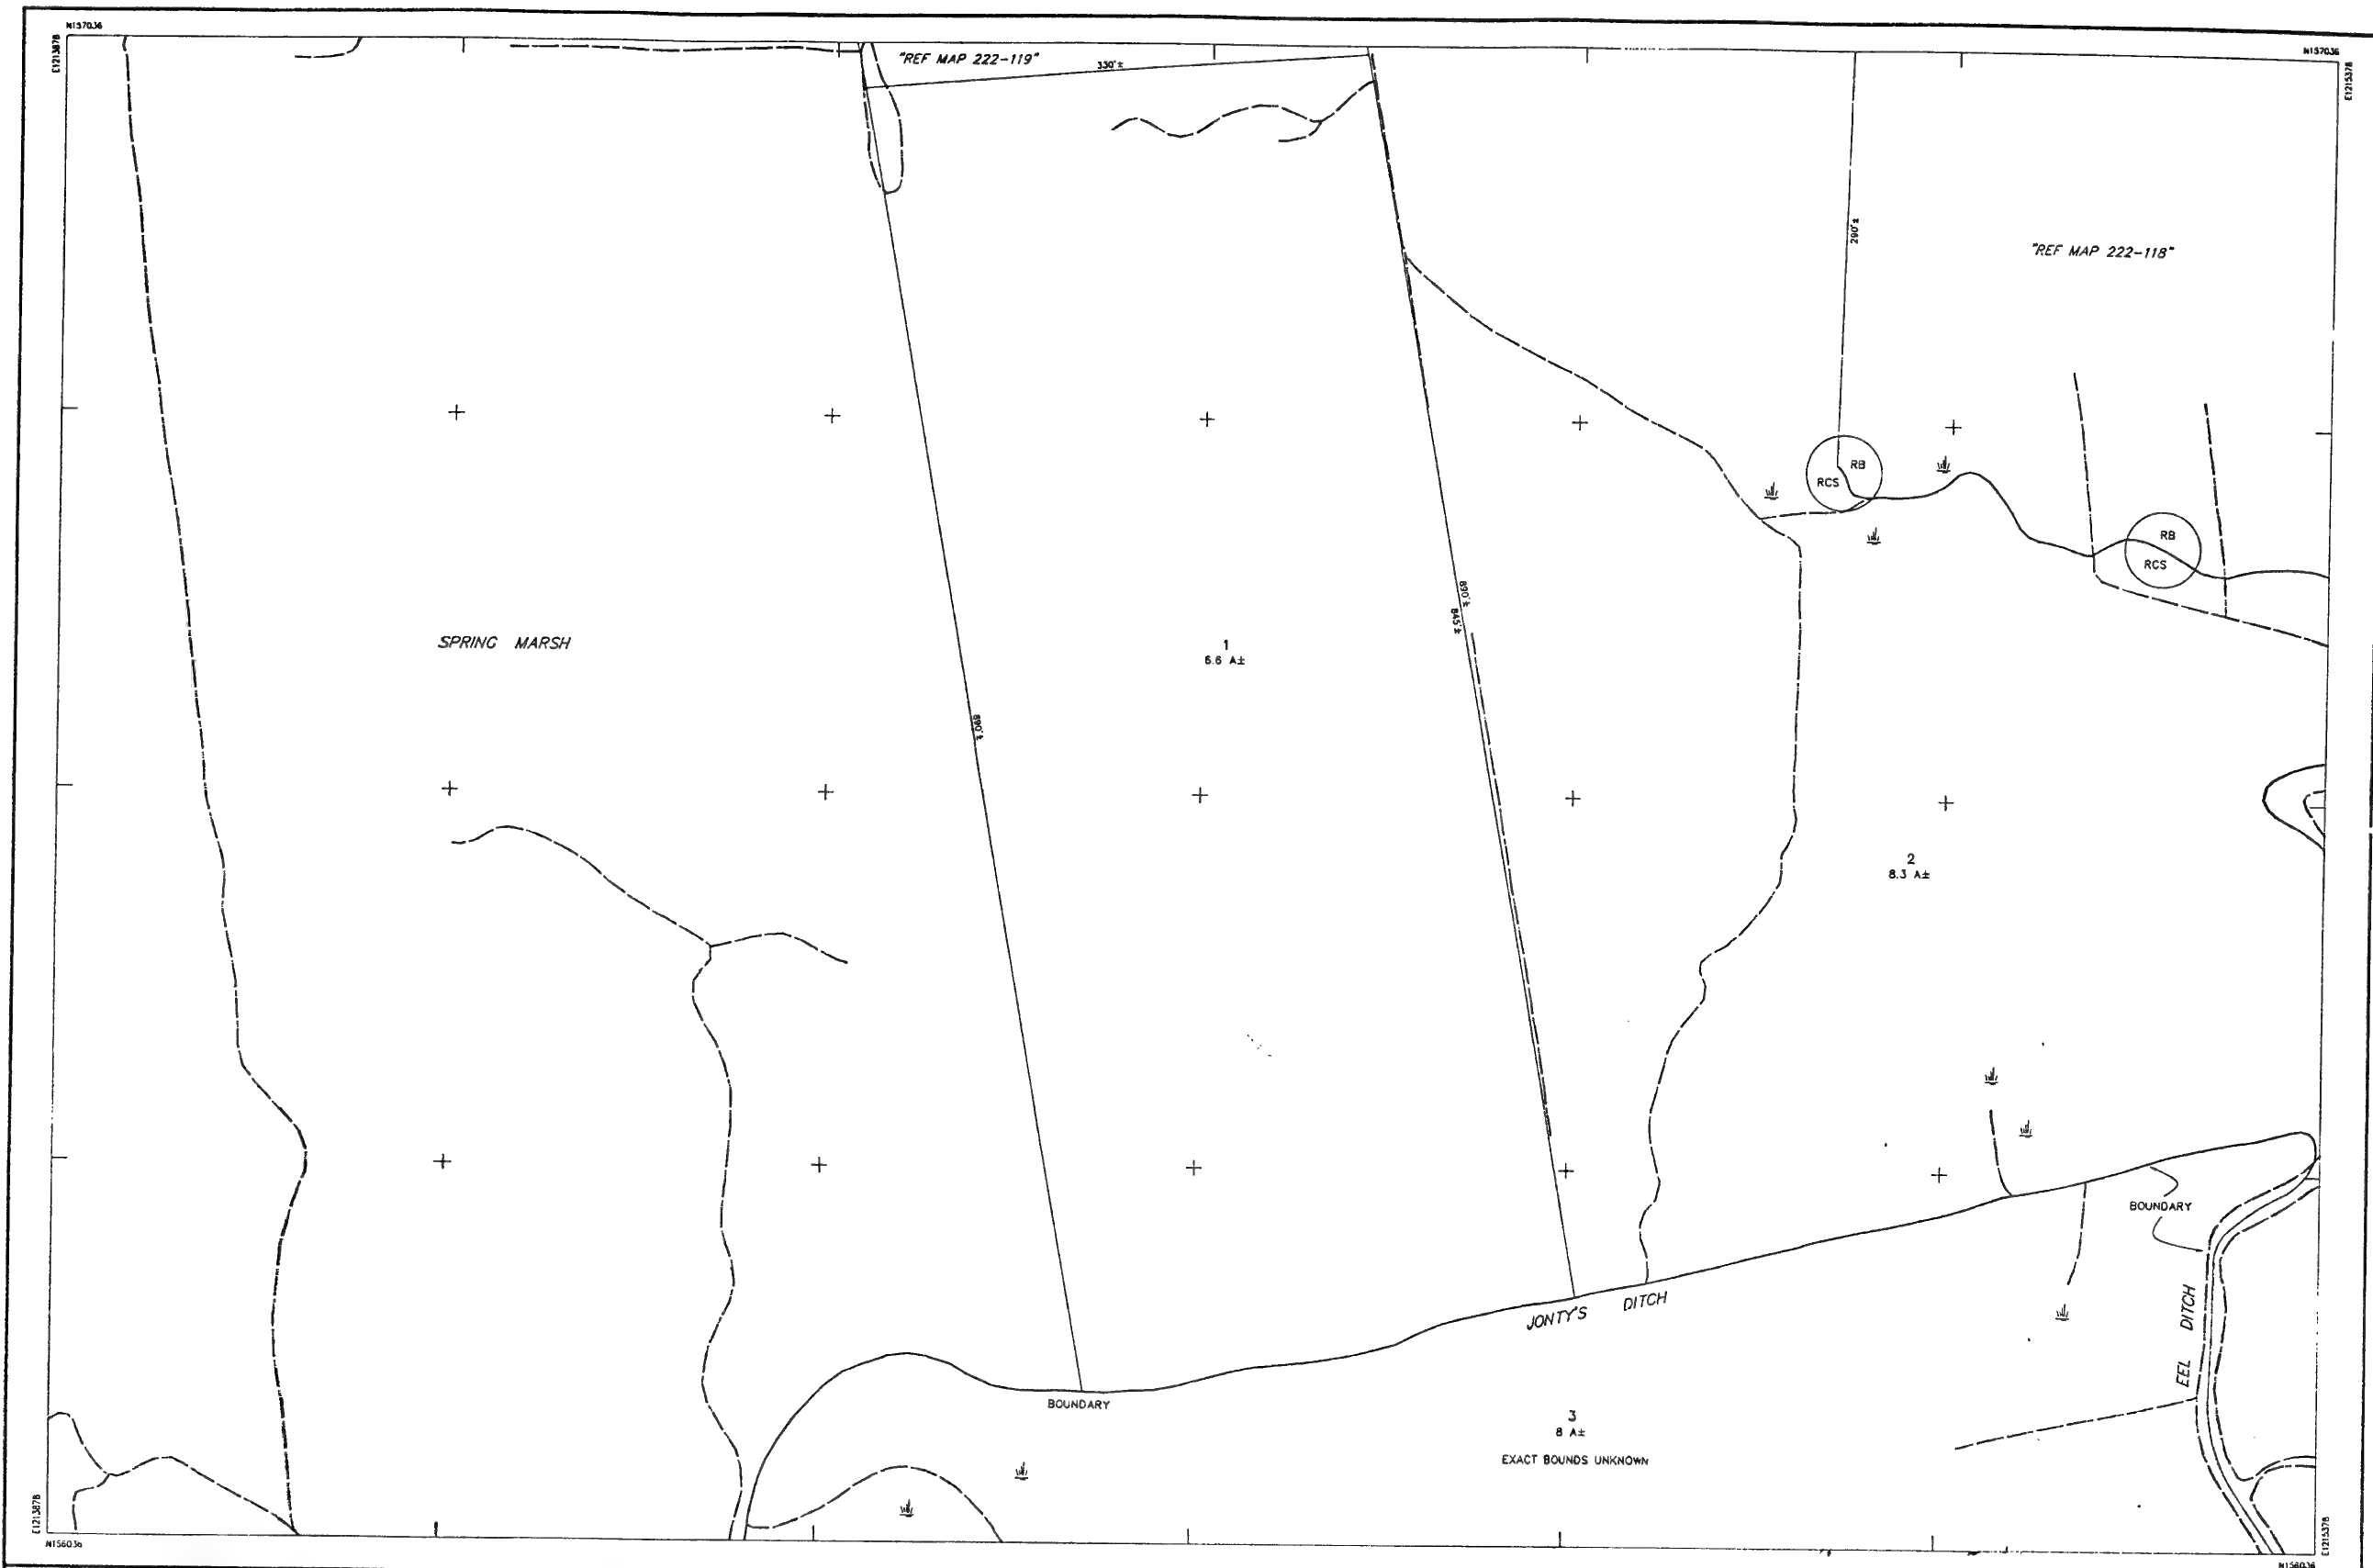 N157036
N157036
E1213878
E1215378
"REF MAP 222-119"
330'±
290'±
"REF MAP 222-118"
RB
RCS
RB
RCS
890'±
845'±
SPRING MARSH
1
6.6 A±
890'±
2
8.3 A±
BOUNDARY
JONTY'S DITCH
EEL DITCH
BOUNDARY
3
8 A±
EXACT BOUNDS UNKNOWN
E1213878
E1215378
N156036
N156036